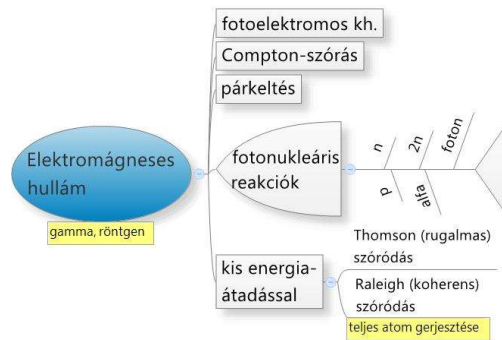 fotoelektromos kh.
Compton-szórás
párkeltés
Elektromágneses
hullám
gamma, röntgen
fotonukleáris
reakciók
n
2n
foton
p
alfa
kis energia-
átadással
Thomson (rugalmas)
szóródás
Raleigh (koherens)
szóródás
teljes atom gerjesztése